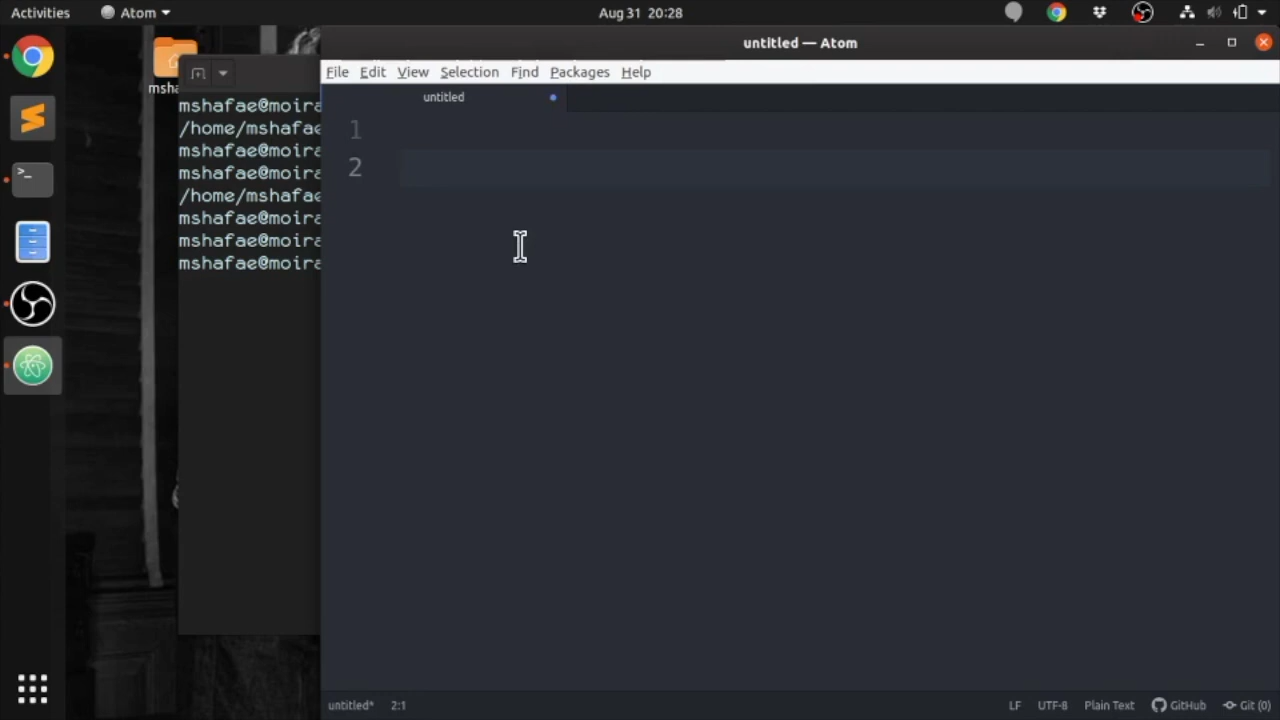 Activities Atom Aug 31 20:28
untitled — Atom
File Edit View Selection Find Packages Help
untitled
1
2
msha
mshafae@moira
/home/mshafae
mshafae@moira
mshafae@moira
/home/mshafae
mshafae@moira
mshafae@moira
mshafae@moira
untitled* 2:1 LF UTF-8 Plain Text GitHub Git (0)